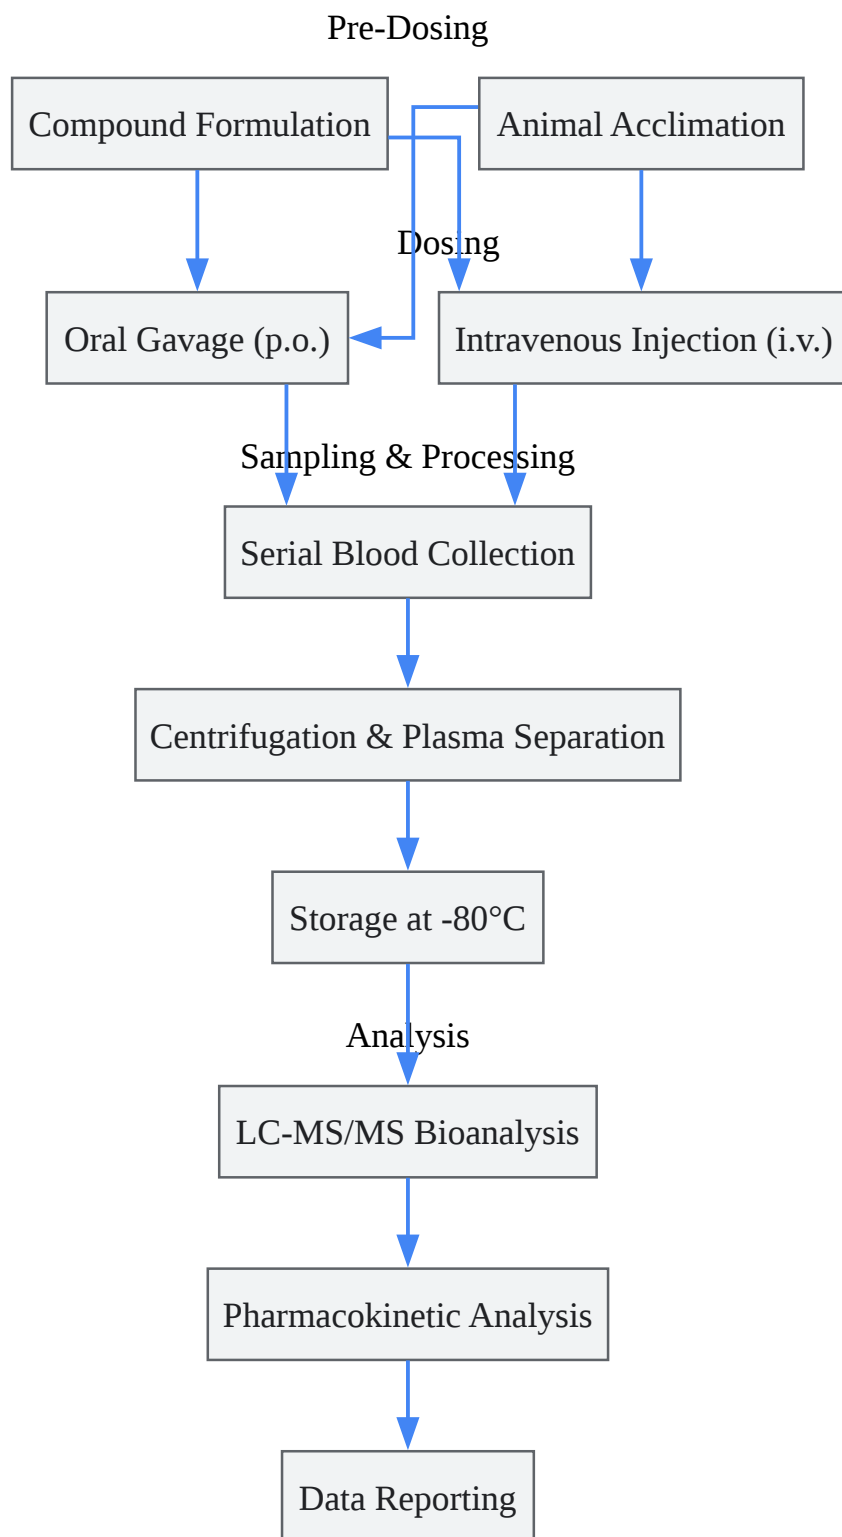 Pre-Dosing
Compound Formulation
Animal Acclimation
Dosing
Oral Gavage (p.o.)
Intravenous Injection (i.v.)
Sampling & Processing
Serial Blood Collection
Centrifugation & Plasma Separation
Storage at -80°C
Analysis
LC-MS/MS Bioanalysis
Pharmacokinetic Analysis
Data Reporting